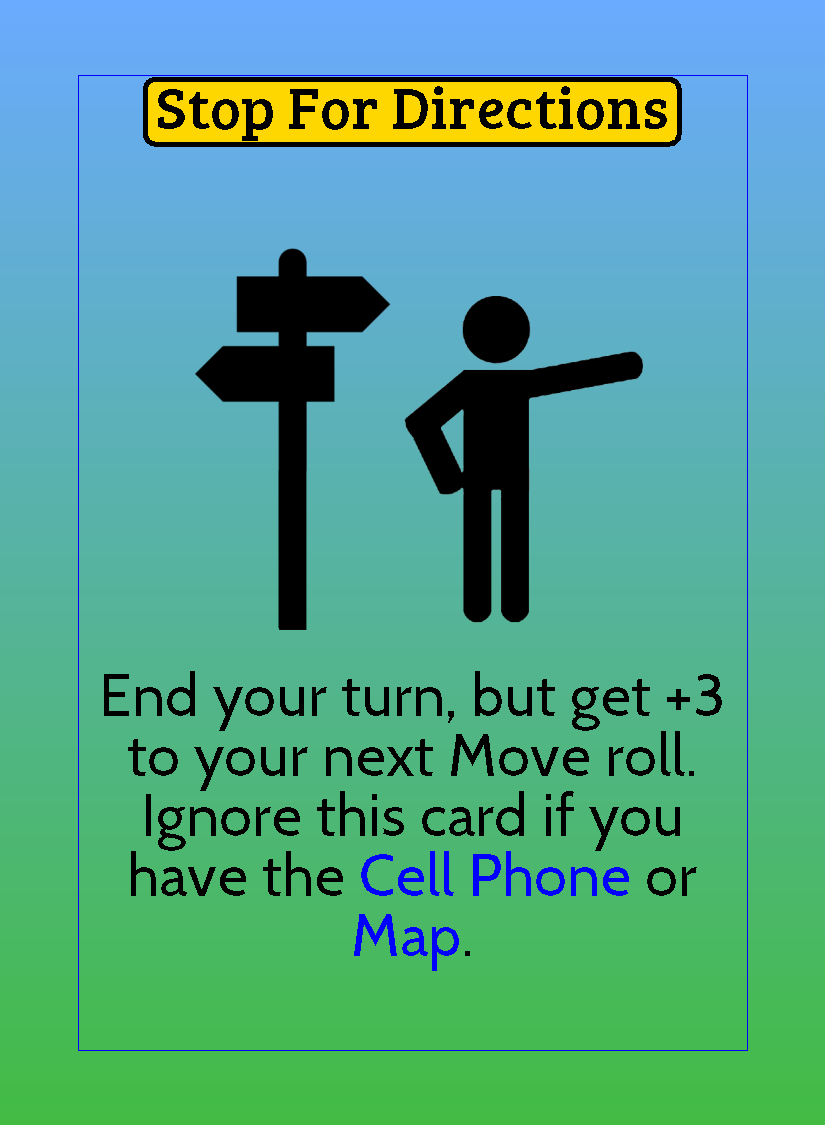 Stop For Directions
End your turn, but get +3
to your next Move roll.
Ignore this card if you
have the Cell Phone or
Map.